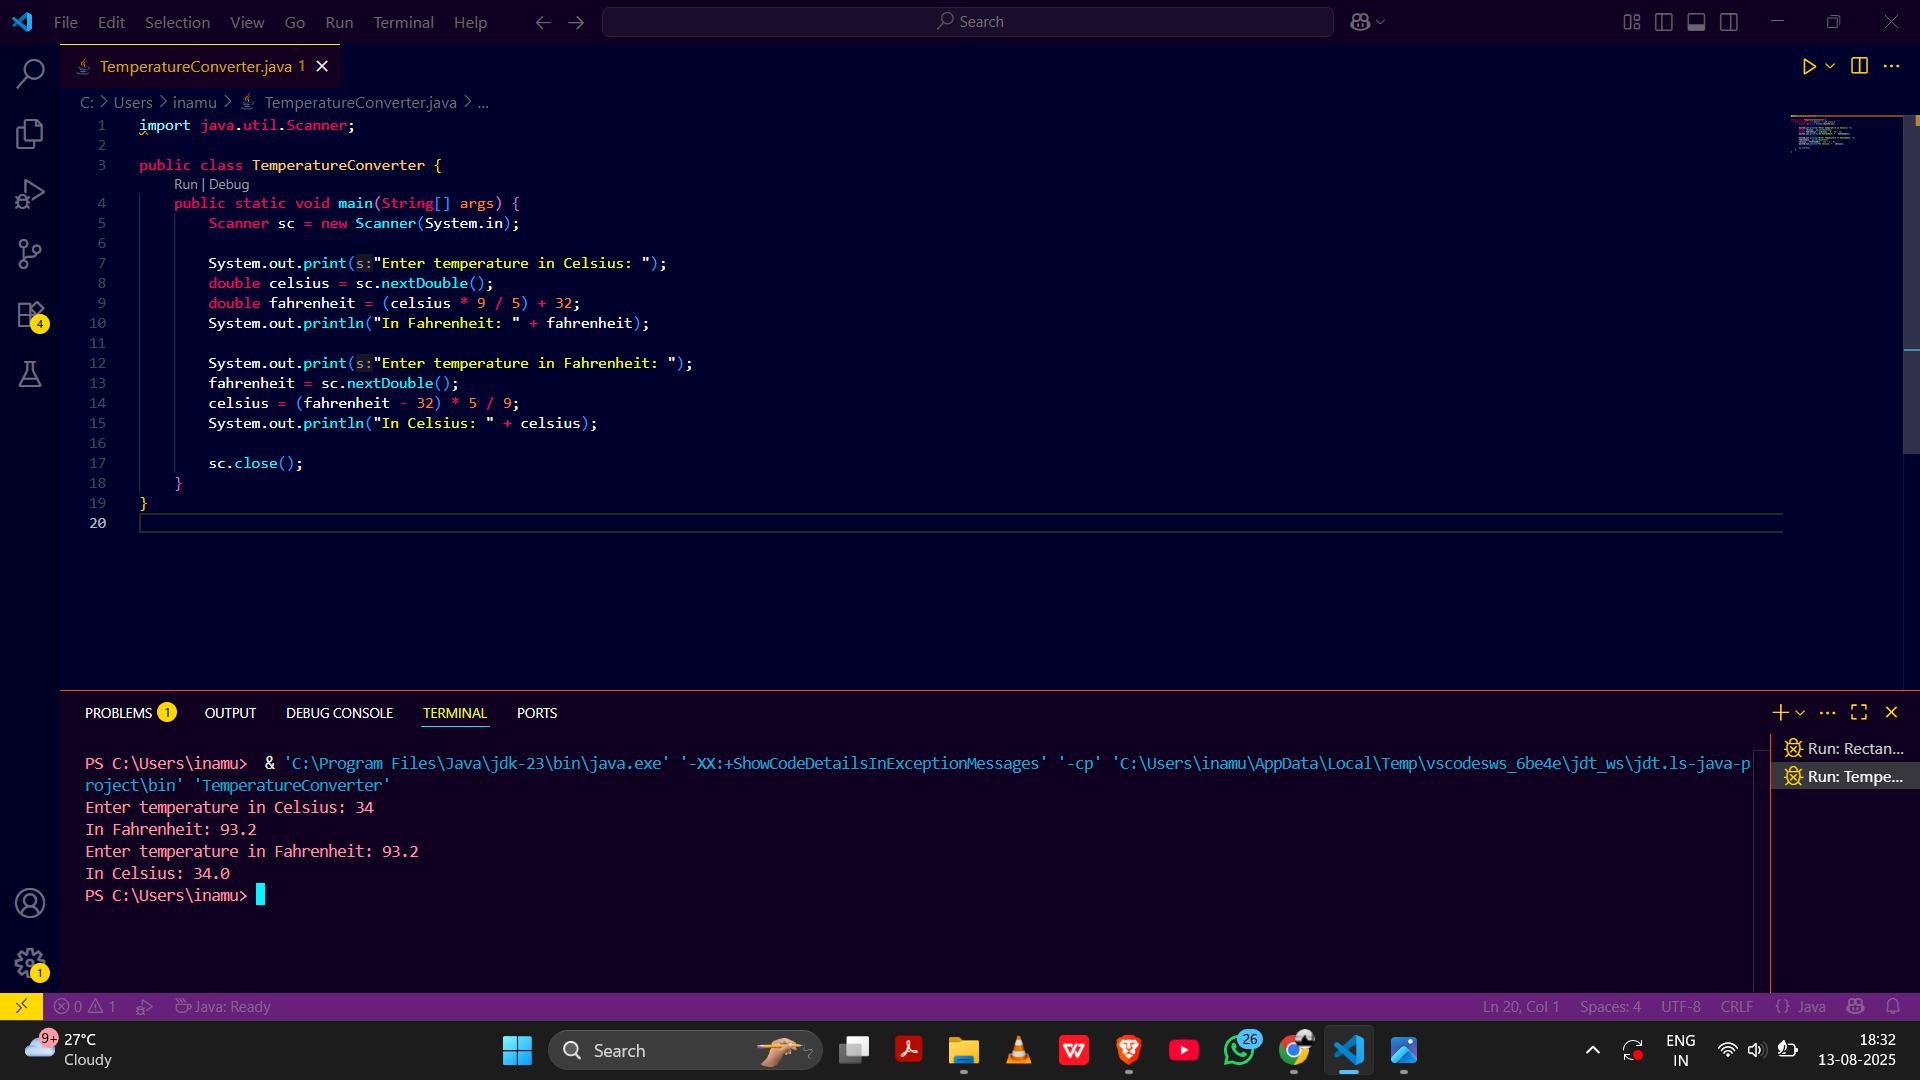 File Edit Selection View Go Run Terminal Help
Search
TemperatureConverter.java 1
C: > Users > inamu > TemperatureConverter.java > ...
1 import java.util.Scanner;
2
3 public class TemperatureConverter {
Run | Debug
4 public static void main(String[] args) {
5 Scanner sc = new Scanner(System.in);
6
7 System.out.print(s:"Enter temperature in Celsius: ");
8 double celsius = sc.nextDouble();
9 double fahrenheit = (celsius * 9 / 5) + 32;
10 System.out.println("In Fahrenheit: " + fahrenheit);
11
12 System.out.print(s:"Enter temperature in Fahrenheit: ");
13 fahrenheit = sc.nextDouble();
14 celsius = (fahrenheit - 32) * 5 / 9;
15 System.out.println("In Celsius: " + celsius);
16
17 sc.close();
18 }
19 }
20
4
PROBLEMS 1 OUTPUT DEBUG CONSOLE TERMINAL PORTS
PS C:\Users\inamu>  & 'C:\Program Files\Java\jdk-23\bin\java.exe' '-XX:+ShowCodeDetailsInExceptionMessages' '-cp' 'C:\Users\inamu\AppData\Local\Temp\vscodesws_6be4e\jdt_ws\jdt.ls-java-p
roject\bin' 'TemperatureConverter'
Enter temperature in Celsius: 34
In Fahrenheit: 93.2
Enter temperature in Fahrenheit: 93.2
In Celsius: 34.0
PS C:\Users\inamu>
Run: Rectan...
Run: Tempe...
1
0 1 Java: Ready Ln 20, Col 1 Spaces: 4 UTF-8 CRLF {} Java
9+ 27°C
Cloudy
Search
26
ENG
IN
18:32
13-08-2025